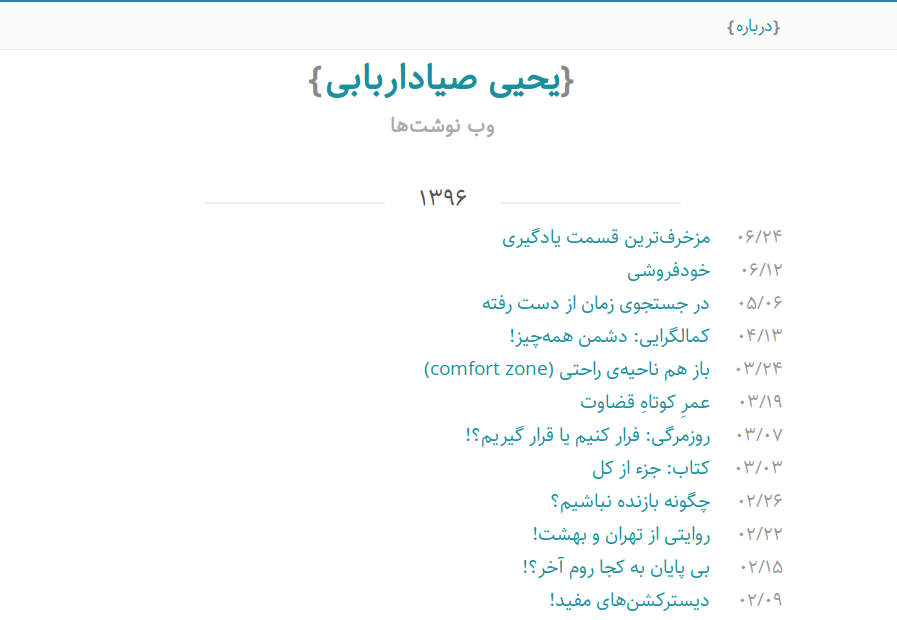 {درباره}
{یحیی صیاداربابی}
وب نوشت‌ها
۱۳۹۶
۰۶/۲۴ مزخرف‌ترین قسمت یادگیری
۰۶/۱۲ خودفروشی
۰۵/۰۶ در جستجوی زمان از دست رفته
۰۴/۱۳ کمالگرایی: دشمن همه‌چیز!
۰۳/۲۴ باز هم ناحیه‌ی راحتی (comfort zone)
۰۳/۱۹ عمرِ کوتاهِ قضاوت
۰۳/۰۷ روزمرگی: فرار کنیم یا قرار گیریم؟!
۰۳/۰۳ کتاب: جزء از کل
۰۲/۲۶ چگونه بازنده نباشیم؟
۰۲/۲۲ روایتی از تهران و بهشت!
۰۲/۱۵ بی پایان به کجا روم آخر؟!
۰۲/۰۹ دیسترکشن‌های مفید!